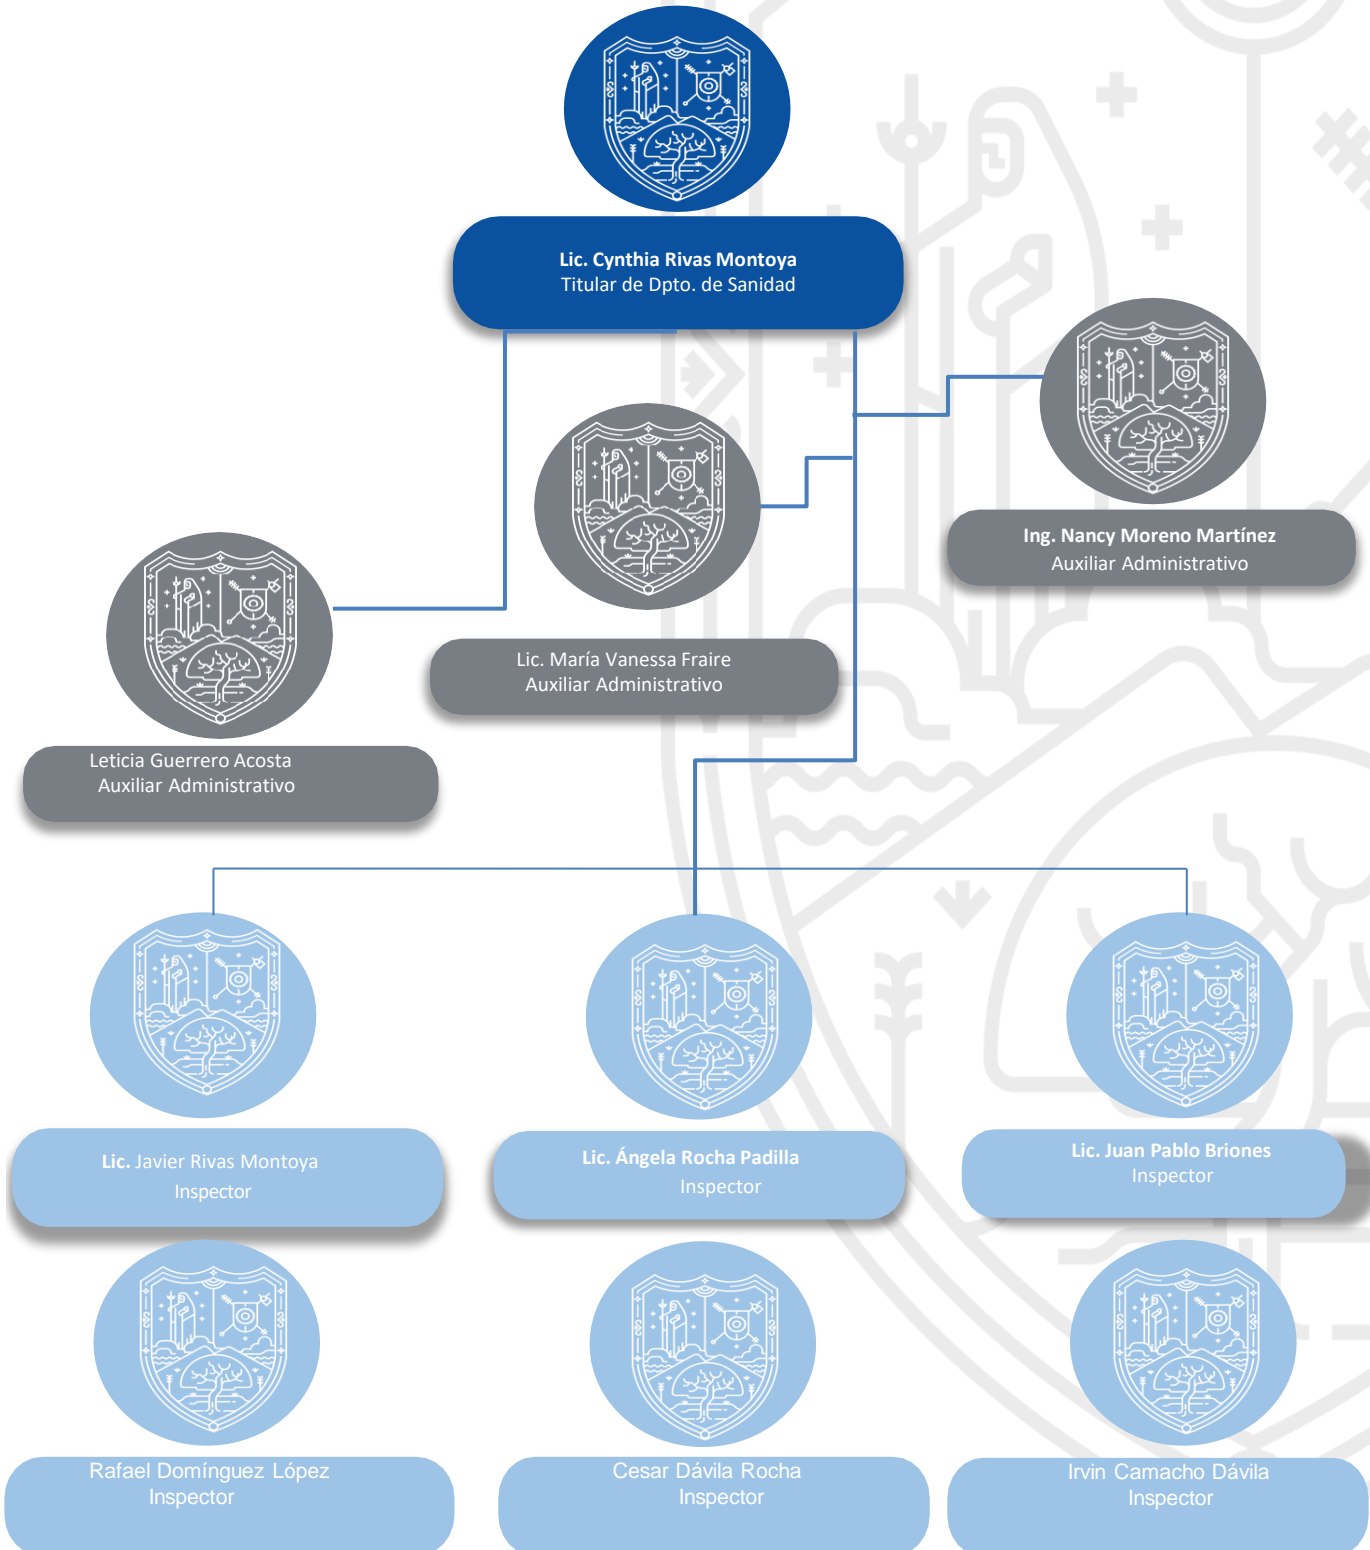 Lic. Cynthia Rivas Montoya
Titular de Dpto. de Sanidad
Ing. Nancy Moreno Martínez
Auxiliar Administrativo
Lic. María Vanessa Fraire
Auxiliar Administrativo
Leticia Guerrero Acosta
Auxiliar Administrativo
Lic. Javier Rivas Montoya
Inspector
Lic. Ángela Rocha Padilla
Inspector
Lic. Juan Pablo Briones
Inspector
Rafael Domínguez López
Inspector
Cesar Dávila Rocha
Inspector
Irvin Camacho Dávila
Inspector